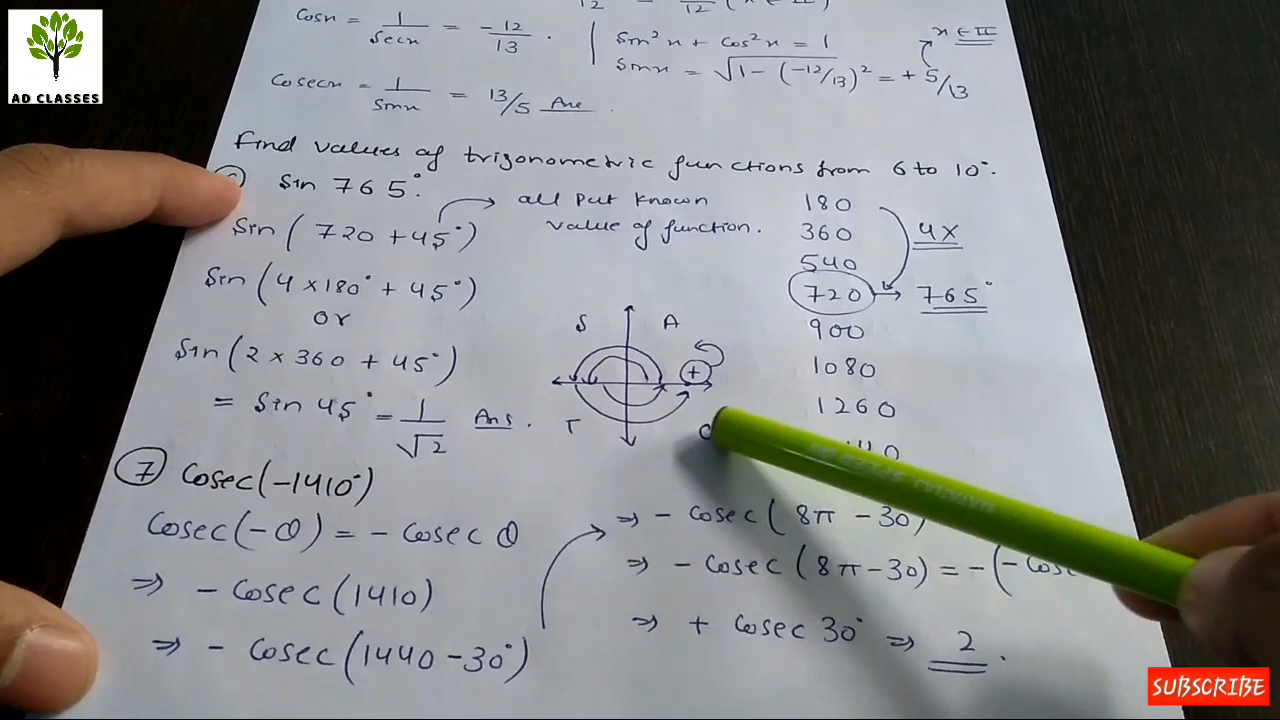 AD CLASSES
12 12
Cosx = 1/secx = -12/13 .
sin²x + cos²x = 1
x ∈ II
sinx = √1 - (-12/13)² = + 5/13
Cosecx = 1/sinx = 13/5 Ans .
Find values of trigonometric functions from 6 to 10°.
Sin 765°.
Sin ( 720 + 45°)
→ all put known
value of function.
Sin (4 × 180° + 45°)
or
Sin (2 × 360 + 45°)
= Sin 45° = 1/√2 Ans .
S A
+
T
180
360
540
720 → 765°
4x
900
1080
1260
40
7 Cosec(-1410°)
Cosec(-θ) = - Cosec θ
⇒ - Cosec (1410)
⇒ - Cosec (1440 - 30°)
⇒ - Cosec ( 8π - 30)
⇒ - Cosec (8π - 30) = -(- Cosec
⇒ + Cosec 30° ⇒ 2 .
SUBSCRIBE